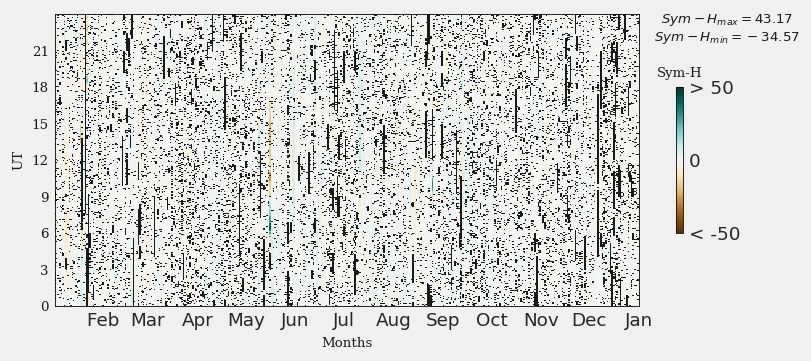 Sym − H_max = 43.17
Sym − H_min = −34.57
Sym-H
> 50
0
< -50
UT
21
18
15
12
9
6
3
0
Feb Mar Apr May Jun Jul Aug Sep Oct Nov Dec Jan
Months